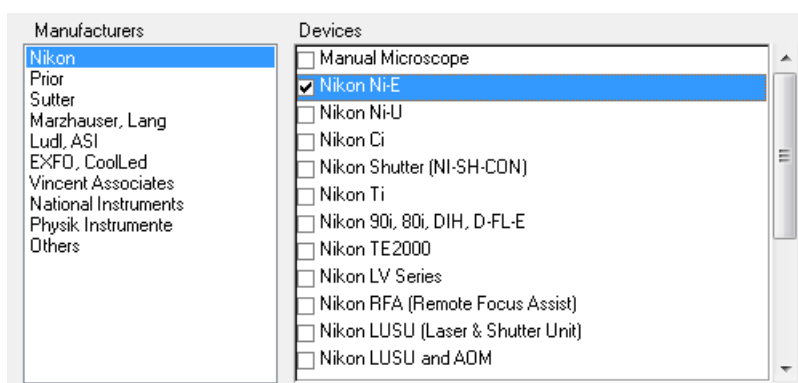 Manufacturers
Nikon
Prior
Sutter
Marzhauser, Lang
Ludl, ASI
EXFO, CoolLed
Vincent Associates
National Instruments
Physik Instrumente
Others
Devices
Manual Microscope
Nikon Ni-E
Nikon Ni-U
Nikon Ci
Nikon Shutter (NI-SH-CON)
Nikon Ti
Nikon 90i, 80i, DIH, D-FL-E
Nikon TE2000
Nikon LV Series
Nikon RFA (Remote Focus Assist)
Nikon LUSU (Laser & Shutter Unit)
Nikon LUSU and AOM